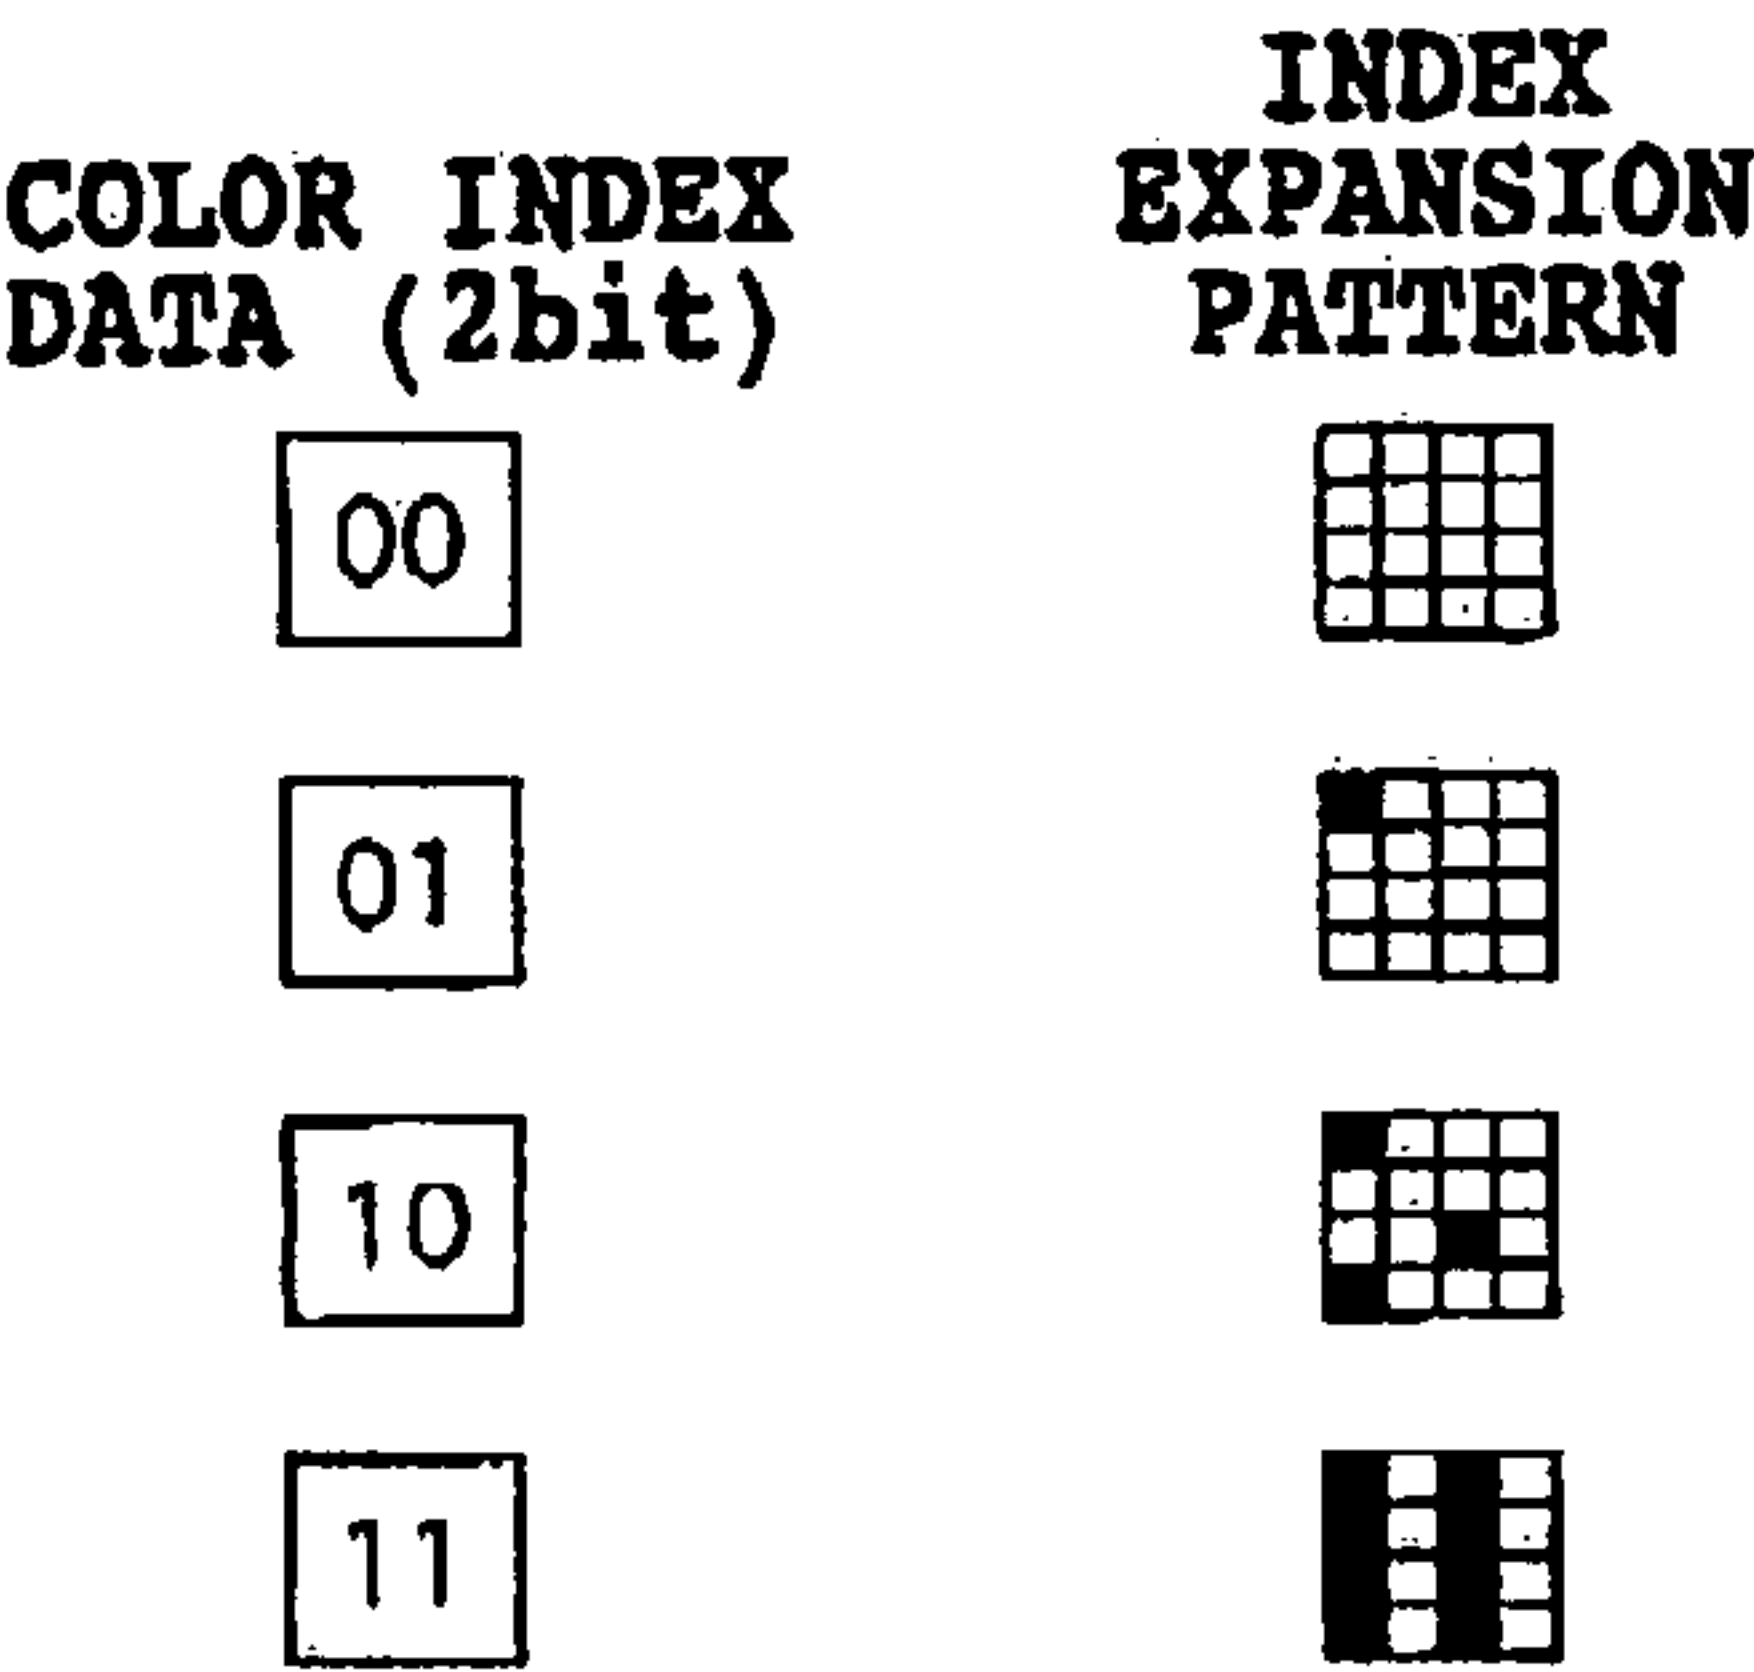 COLOR INDEX
DATA (2bit)
INDEX
EXPANSION
PATTERN
00
01
10
11